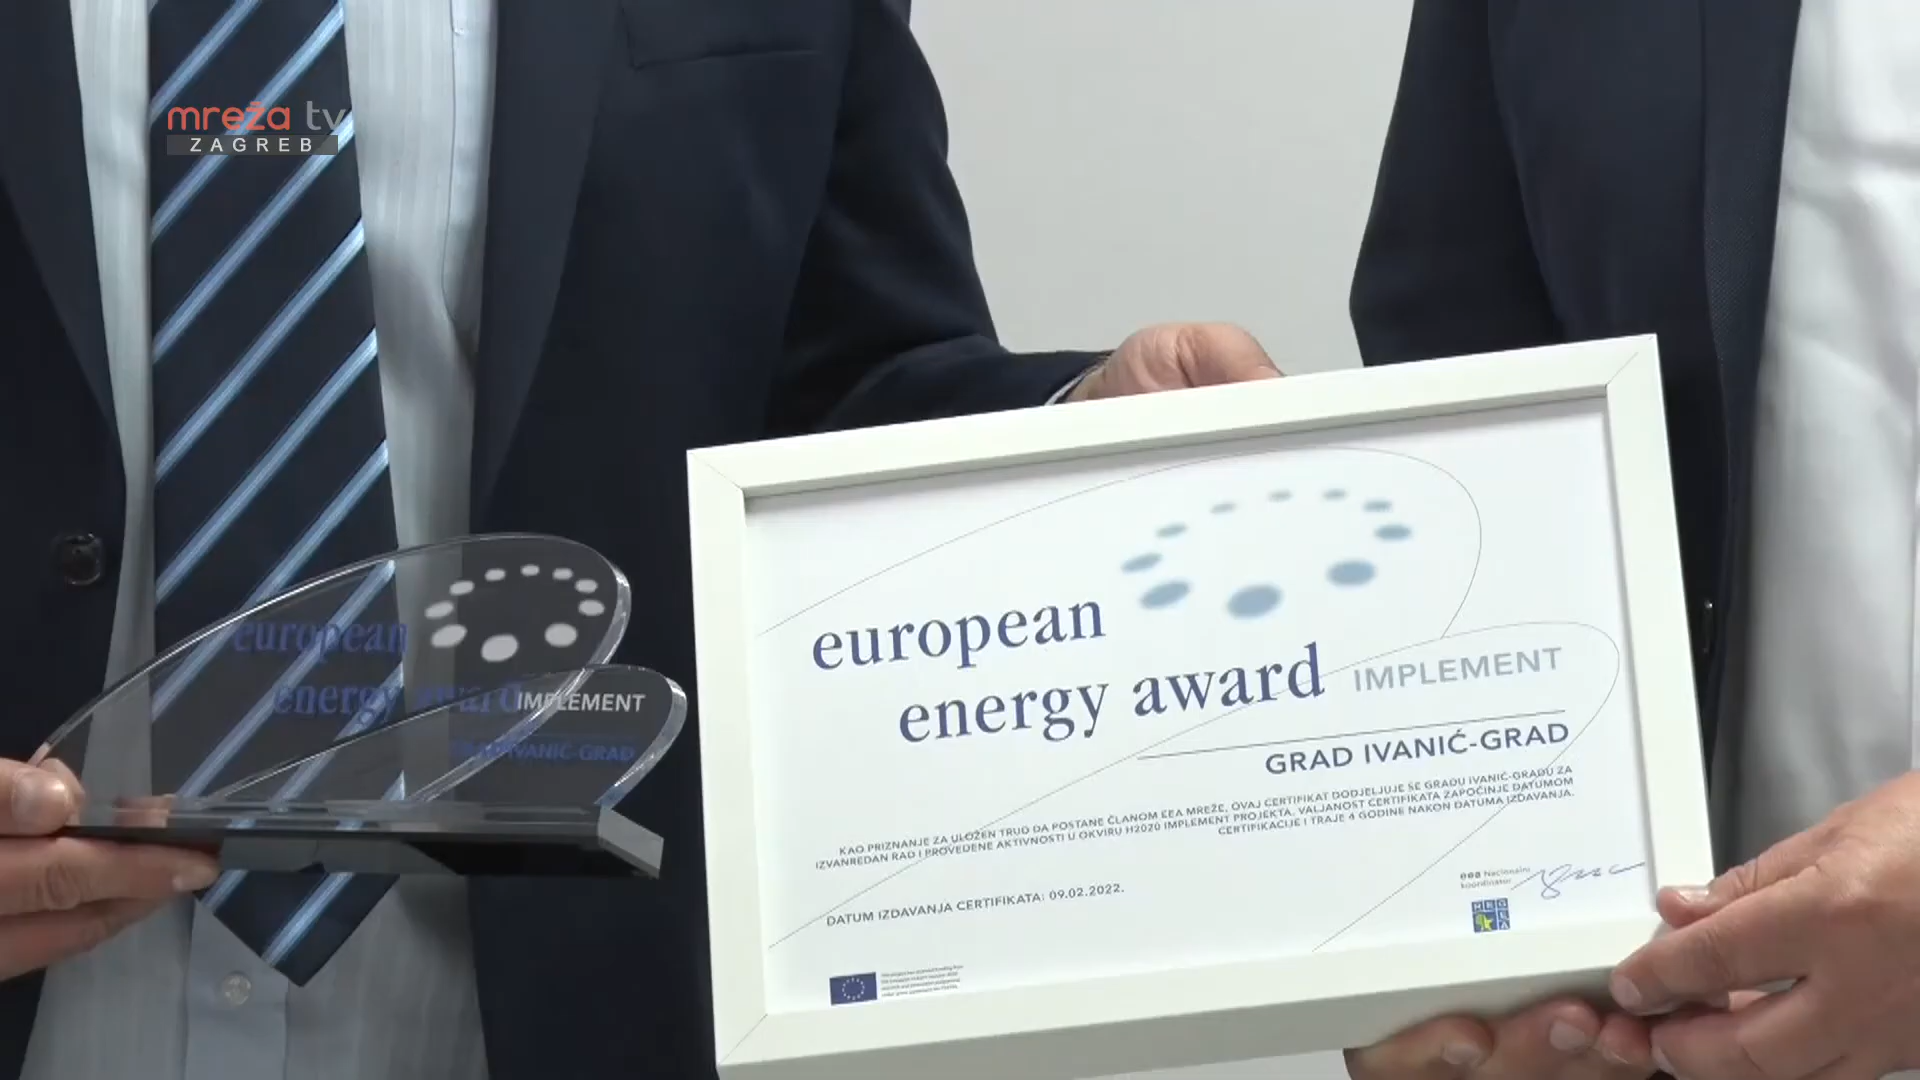 mreža tv
ZAGREB
european
energy award IMPLEMENT
GRAD IVANIĆ-GRAD
european
energy award IMPLEMENT
GRAD IVANIĆ-GRAD
KAO PRIZNANJE ZA ULOŽEN TRUD DA POSTANE ČLANOM EEA MREŽE, OVAJ CERTIFIKAT DODJELJUJE SE GRADU IVANIĆ-GRADU ZA
IZVANREDAN RAD I PROVEDENE AKTIVNOSTI U OKVIRU H2020 IMPLEMENT PROJEKTA. VALJANOST CERTIFIKATA ZAPOČINJE DATUMOM
CERTIFIKACIJE I TRAJE 4 GODINE NAKON DATUMA IZDAVANJA.
eea Nacionalni
koordinator
DATUM IZDAVANJA CERTIFIKATA: 09.02.2022.
REG
EA